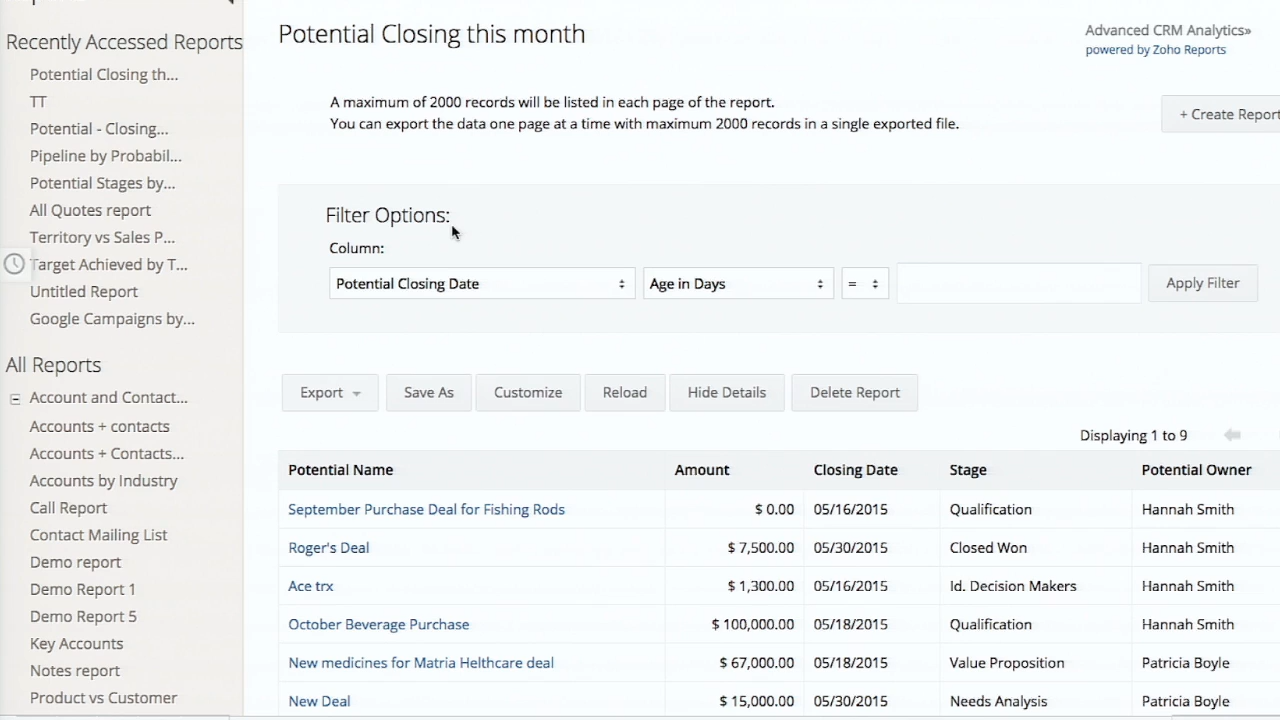 Recently Accessed Reports
Potential Closing th...
TT
Potential - Closing...
Pipeline by Probabil...
Potential Stages by...
All Quotes report
Territory vs Sales P...
Target Achieved by T...
Untitled Report
Google Campaigns by...
All Reports
Account and Contact...
Accounts + contacts
Accounts + Contacts...
Accounts by Industry
Call Report
Contact Mailing List
Demo report
Demo Report 1
Demo Report 5
Key Accounts
Notes report
Product vs Customer
Potential Closing this month
Advanced CRM Analytics»
powered by Zoho Reports
A maximum of 2000 records will be listed in each page of the report.
You can export the data one page at a time with maximum 2000 records in a single exported file.
+ Create Report
Filter Options:
Column:
Potential Closing Date Age in Days = Apply Filter
Export Save As Customize Reload Hide Details Delete Report
Displaying 1 to 9
Potential Name Amount Closing Date Stage Potential Owner
September Purchase Deal for Fishing Rods $ 0.00 05/16/2015 Qualification Hannah Smith
Roger's Deal $ 7,500.00 05/30/2015 Closed Won Hannah Smith
Ace trx $ 1,300.00 05/16/2015 Id. Decision Makers Hannah Smith
October Beverage Purchase $ 100,000.00 05/18/2015 Qualification Hannah Smith
New medicines for Matria Helthcare deal $ 67,000.00 05/18/2015 Value Proposition Patricia Boyle
New Deal $ 15,000.00 05/30/2015 Needs Analysis Patricia Boyle